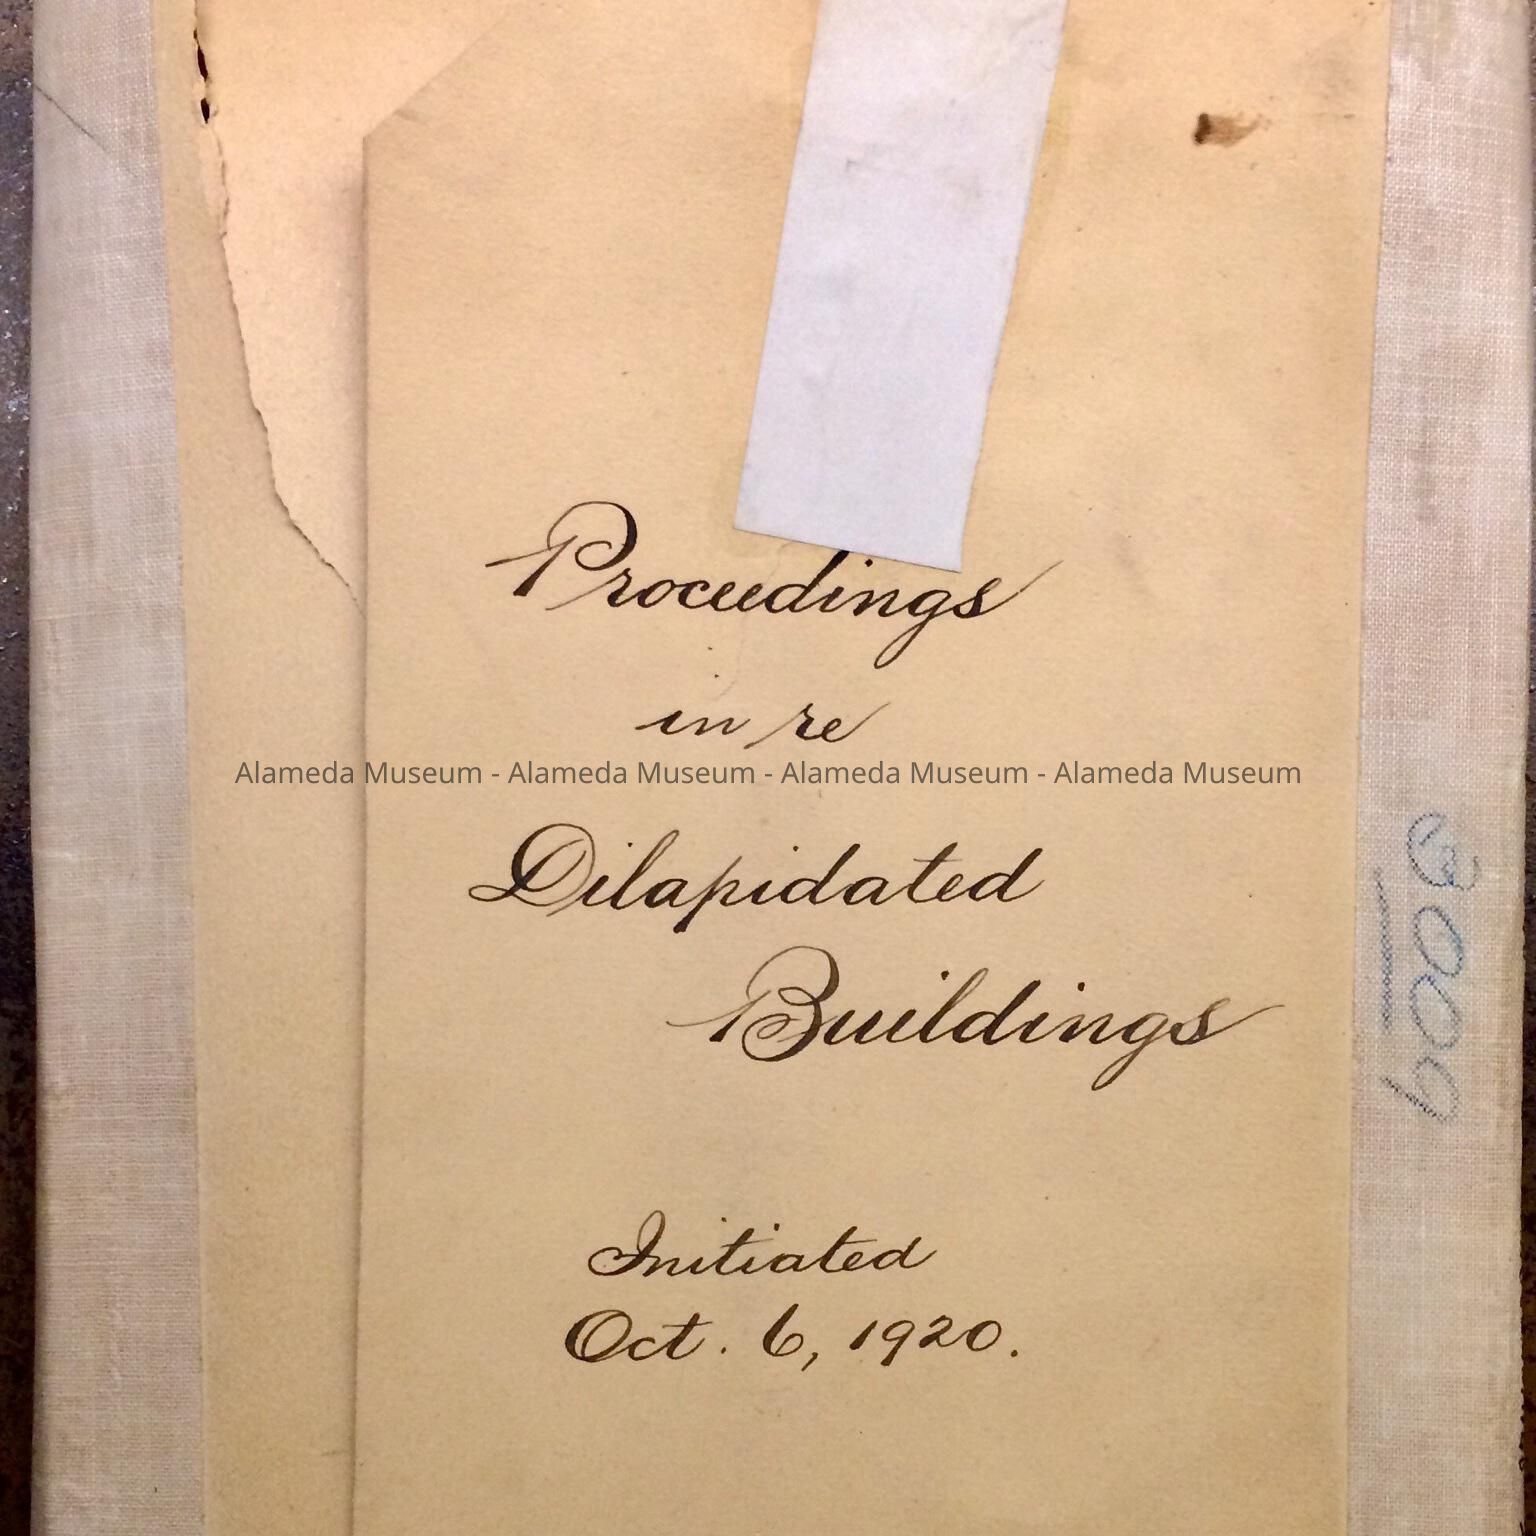 Proceedings
in re
Alameda Museum - Alameda Museum - Alameda Museum - Alameda Museum
Dilapidated
Buildings
Initiated
Oct. 6, 1920.